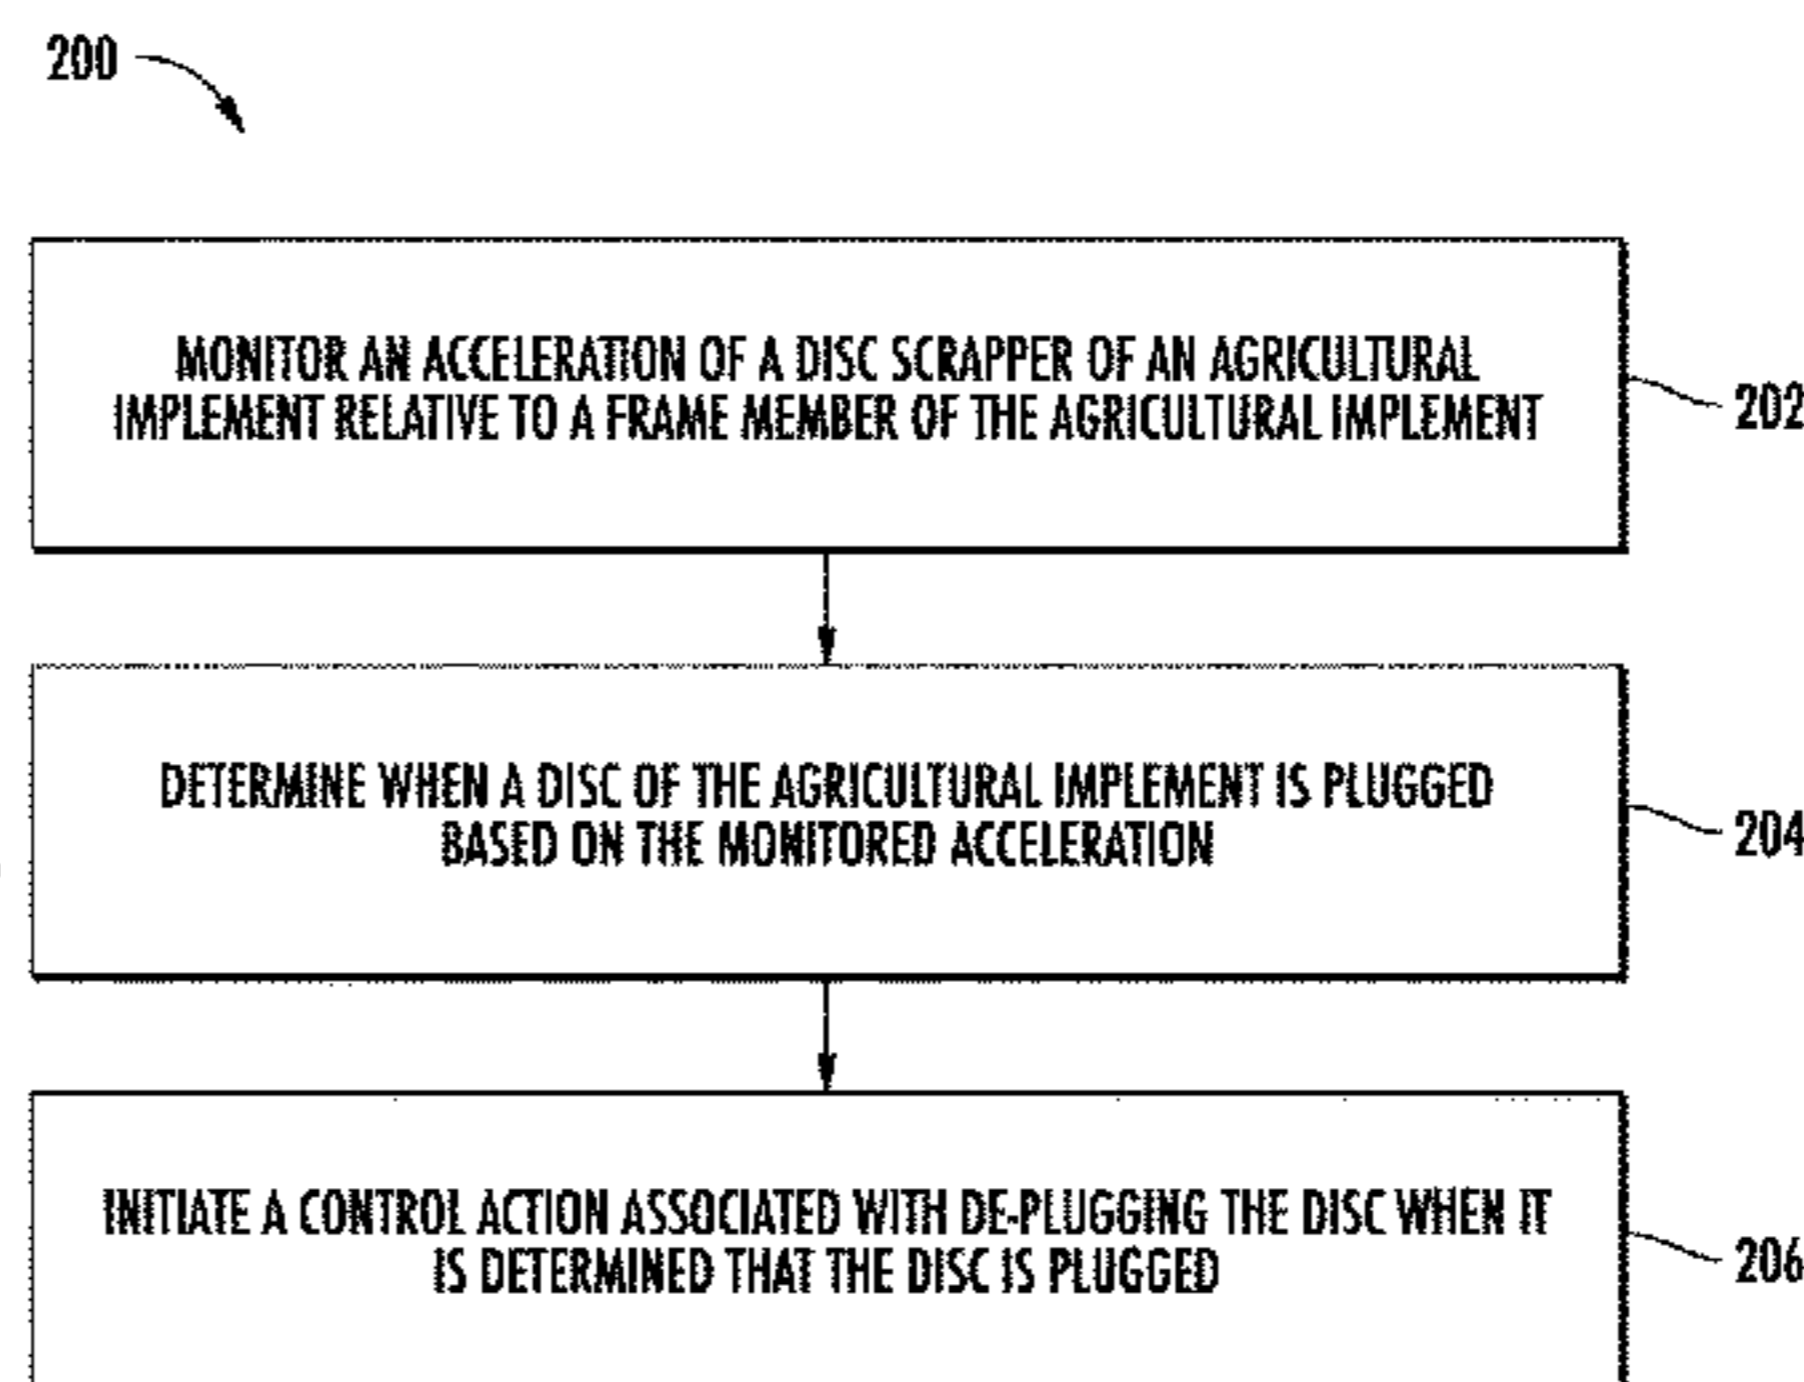 200
MONITOR AN ACCELERATION OF A DISC SCRAPPER OF AN AGRICULTURAL
IMPLEMENT RELATIVE TO A FRAME MEMBER OF THE AGRICULTURAL IMPLEMENT
202
DETERMINE WHEN A DISC OF THE AGRICULTURAL IMPLEMENT IS PLUGGED
BASED ON THE MONITORED ACCELERATION
204
INITIATE A CONTROL ACTION ASSOCIATED WITH DE-PLUGGING THE DISC WHEN IT
IS DETERMINED THAT THE DISC IS PLUGGED
206